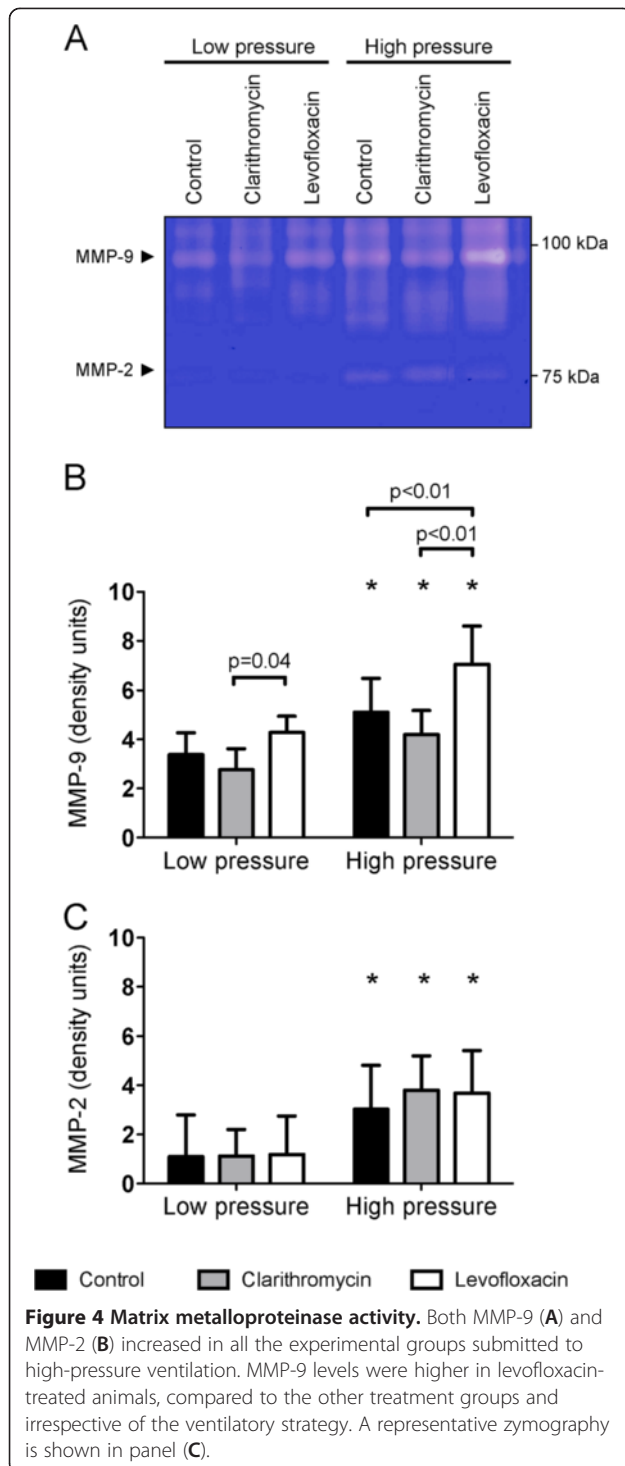 A
Low pressure High pressure
Control
Clarithromycin
Levofloxacin
Control
Clarithromycin
Levofloxacin
MMP-9
100 kDa
MMP-2
75 kDa
B
p<0.01
p<0.01
* * *
p=0.04
10
8
6
4
2
0
MMP-9 (density units)
Low pressure High pressure
C
* * *
10
8
6
4
2
0
MMP-2 (density units)
Low pressure High pressure
Control Clarithromycin Levofloxacin
Figure 4 Matrix metalloproteinase activity. Both MMP-9 (A) and
MMP-2 (B) increased in all the experimental groups submitted to
high-pressure ventilation. MMP-9 levels were higher in levofloxacin-
treated animals, compared to the other treatment groups and
irrespective of the ventilatory strategy. A representative zymography
is shown in panel (C).